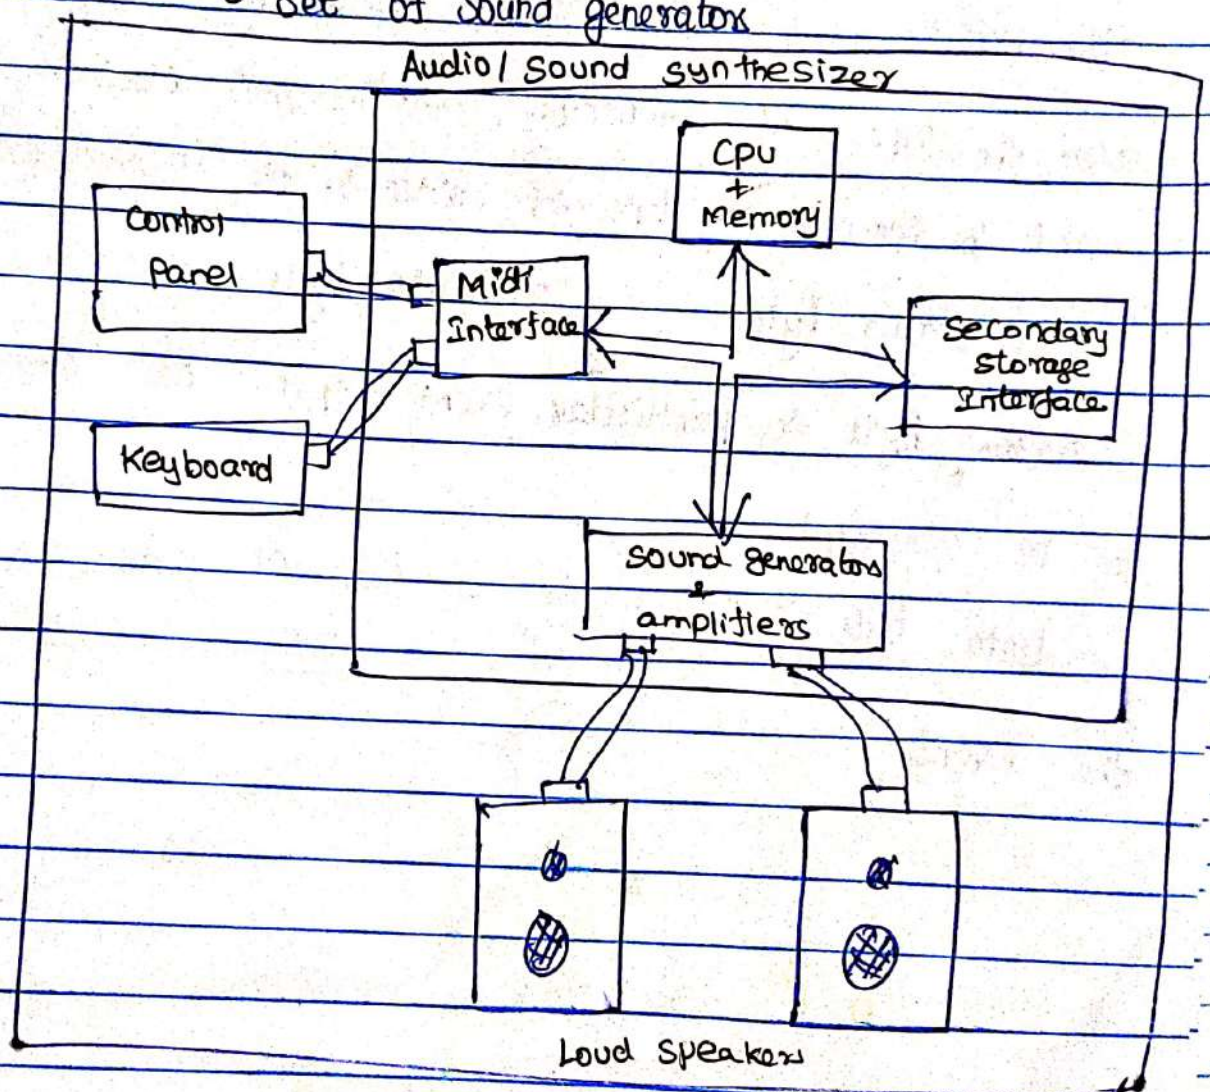 Set of Sound generators
Audio/ Sound synthesizer
CPU
+
Memory
Control
Panel
Midi
Interface
Secondary
Storage
Interface
Keyboard
Sound generators
&
amplifiers
Loud Speakers